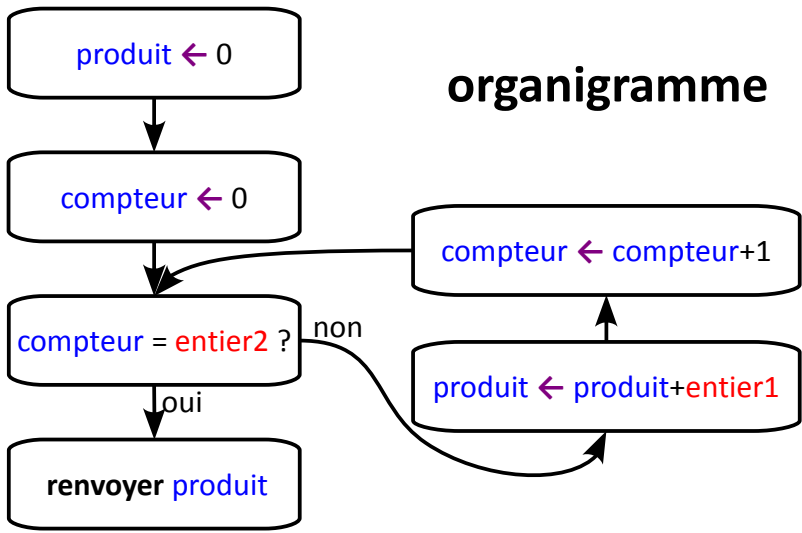 organigramme
produit ← 0
compteur ← 0
compteur = entier2 ?
non
oui
renvoyer produit
produit ← produit+entier1
compteur ← compteur+1